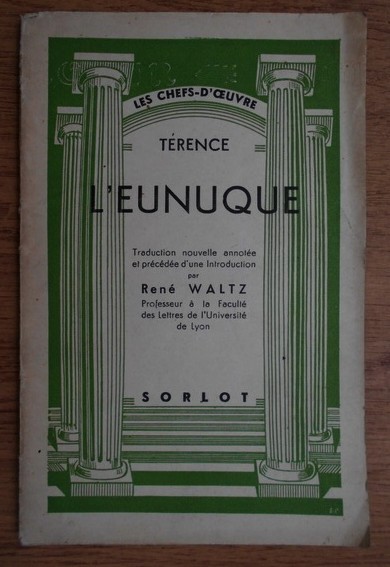 LES CHEFS-D'ŒUVRE
TÉRENCE
L'EUNUQUE
Traduction nouvelle annotée
et précédée d'une Introduction
par
René WALTZ
Professeur à la Faculté
des Lettres de l'Université
de Lyon
SORLOT